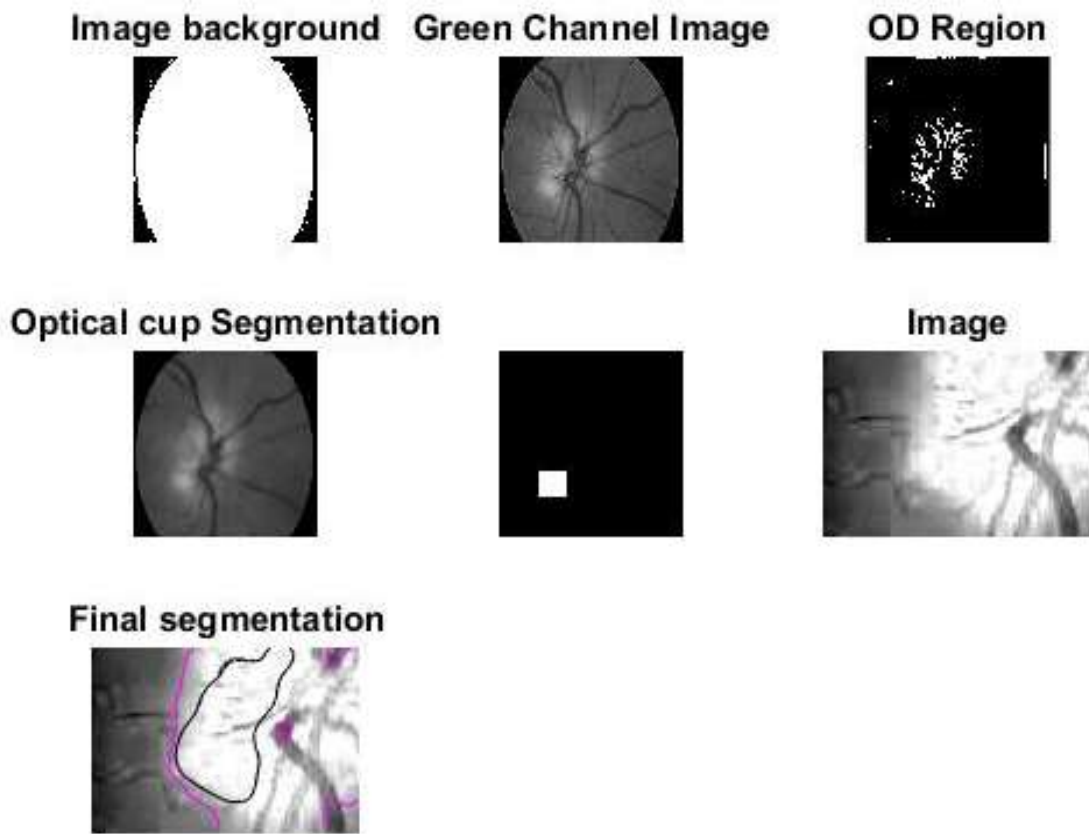 Image background
Green Channel Image
OD Region
Optical cup Segmentation
Image
Final segmentation